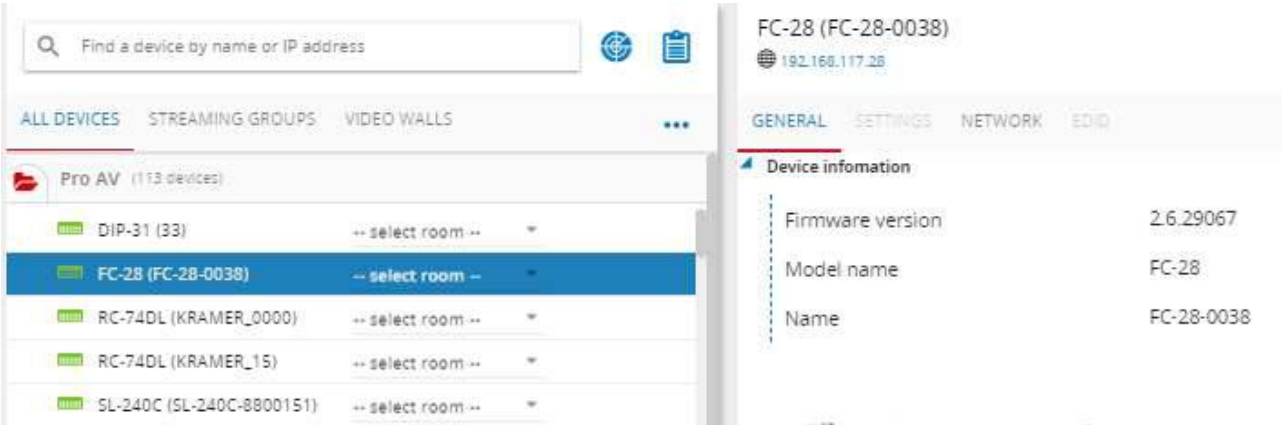 Find a device by name or IP address
ALL DEVICES STREAMING GROUPS VIDEO WALLS
Pro AV (113 devices)
DIP-31 (33) -- select room --
FC-28 (FC-28-0038) -- select room --
RC-74DL (KRAMER_0000) -- select room --
RC-74DL (KRAMER_15) -- select room --
SL-240C (SL-240C-8800151) -- select room --
FC-28 (FC-28-0038)
192.168.117.28
GENERAL SETTINGS NETWORK EDID
Device infomation
Firmware version 2.6.29067
Model name FC-28
Name FC-28-0038